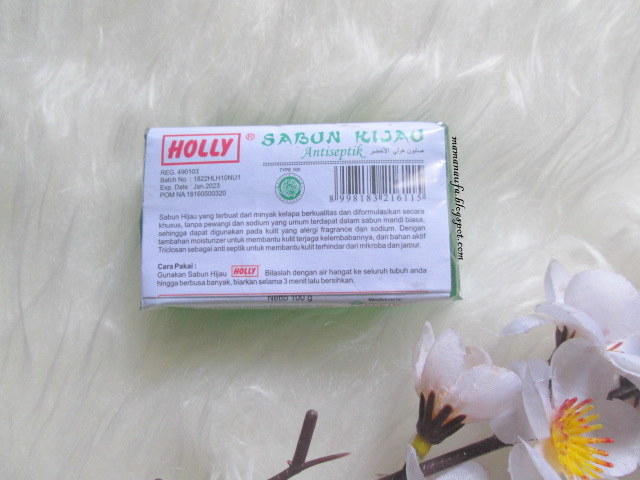 HOLLY ® SABUN HIJAU
Antiseptik صابون هولي الأخضر
REG. 490103
Batch No : 1822HLH10NU1
Exp. Date : Jan.2023
POM NA 18160500320
8 998183 216115
Sabun Hijau yang terbuat dari minyak kelapa berkualitas dan diformulasikan secara
khusus, tanpa pewangi dan sodium yang umum terdapat dalam sabun mandi biasa,
sehingga dapat digunakan pada kulit yang alergi fragrance dan sodium. Dengan
tambahan moisturizer untuk membantu kulit terjaga kelembabannya, dan bahan aktif
Triclosan sebagai anti septik untuk membantu kulit terhindar dari mikroba dan jamur.
Cara Pakai :
Gunakan Sabun Hijau HOLLY Bilaslah dengan air hangat ke seluruh tubuh anda
hingga berbusa banyak, biarkan selama 3 menit lalu bersihkan.
Netto 100 g
mamanaufa.blogspot.com